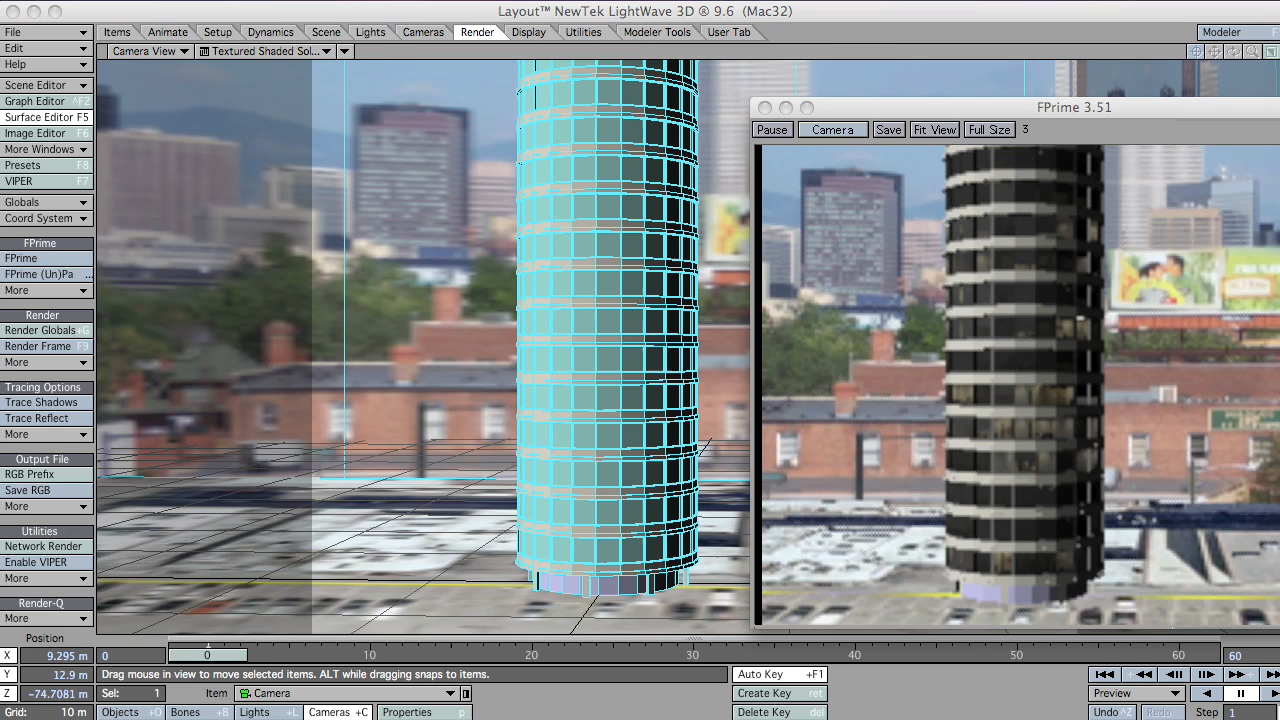 Layout™ NewTek LightWave 3D ® 9.6 (Mac32)
File
Items Animate Setup Dynamics Scene Lights Cameras Render Display Utilities Modeler Tools User Tab
Modeler F
Edit
Camera View Textured Shaded Sol...
Help
Scene Editor
Graph Editor ^F2
Surface Editor F5
Image Editor F6
More Windows
Presets F8
VIPER F7
Globals
Coord System
FPrime
FPrime
FPrime (Un)Pa ...
More
Render
Render Globals +G
Render Frame F9
More
Tracing Options
Trace Shadows
Trace Reflect
More
Output File
RGB Prefix
Save RGB
More
Utilities
Network Render
Enable VIPER
More
Render-Q
More
FPrime 3.51
Pause Camera Save Fit View Full Size 3
Position
X 9.295 m 0 0 10 20 30 40 50 60 60
Y 12.9 m Drag mouse in view to move selected items. ALT while dragging snaps to items. Auto Key +F1
Z -74.7081 m Sel: 1 Item Camera Create Key ret Preview
Grid: 10 m Objects +O Bones +B Lights +L Cameras +C Properties p Delete Key del Undo ^Z Redo Step 1